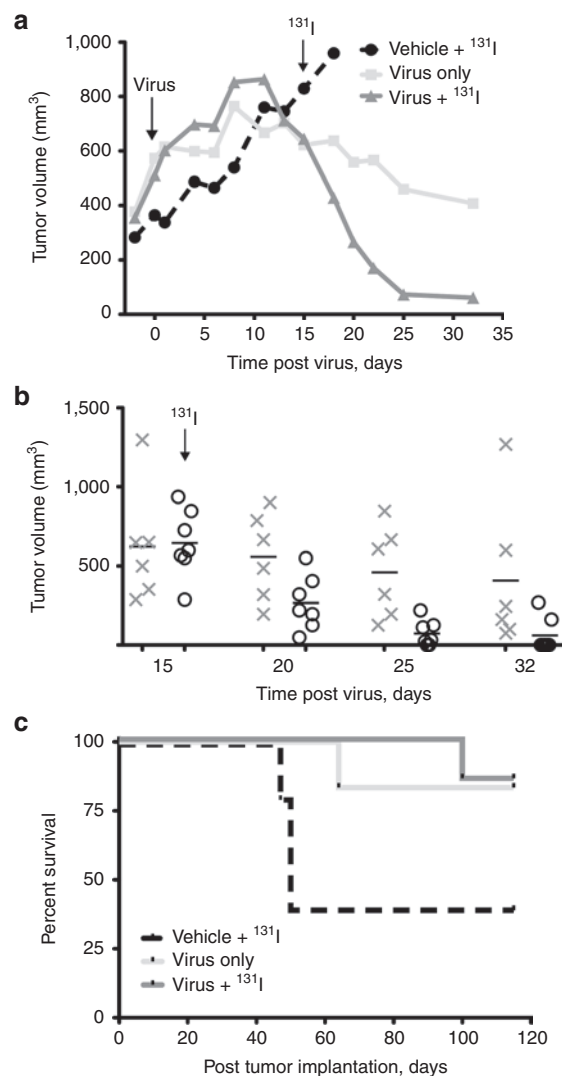 a
131I
1,000
Vehicle + 131I
Virus only
Virus + 131I
Virus
800
600
400
200
0
Tumor volume (mm3)
0 5 10 15 20 25 30 35
Time post virus, days
b
1,500
131I
1,000
500
Tumor volume (mm3)
15 20 25 32
Time post virus, days
c
100
75
50
25
0
Percent survival
Vehicle + 131I
Virus only
Virus + 131I
0 20 40 60 80 100 120
Post tumor implantation, days